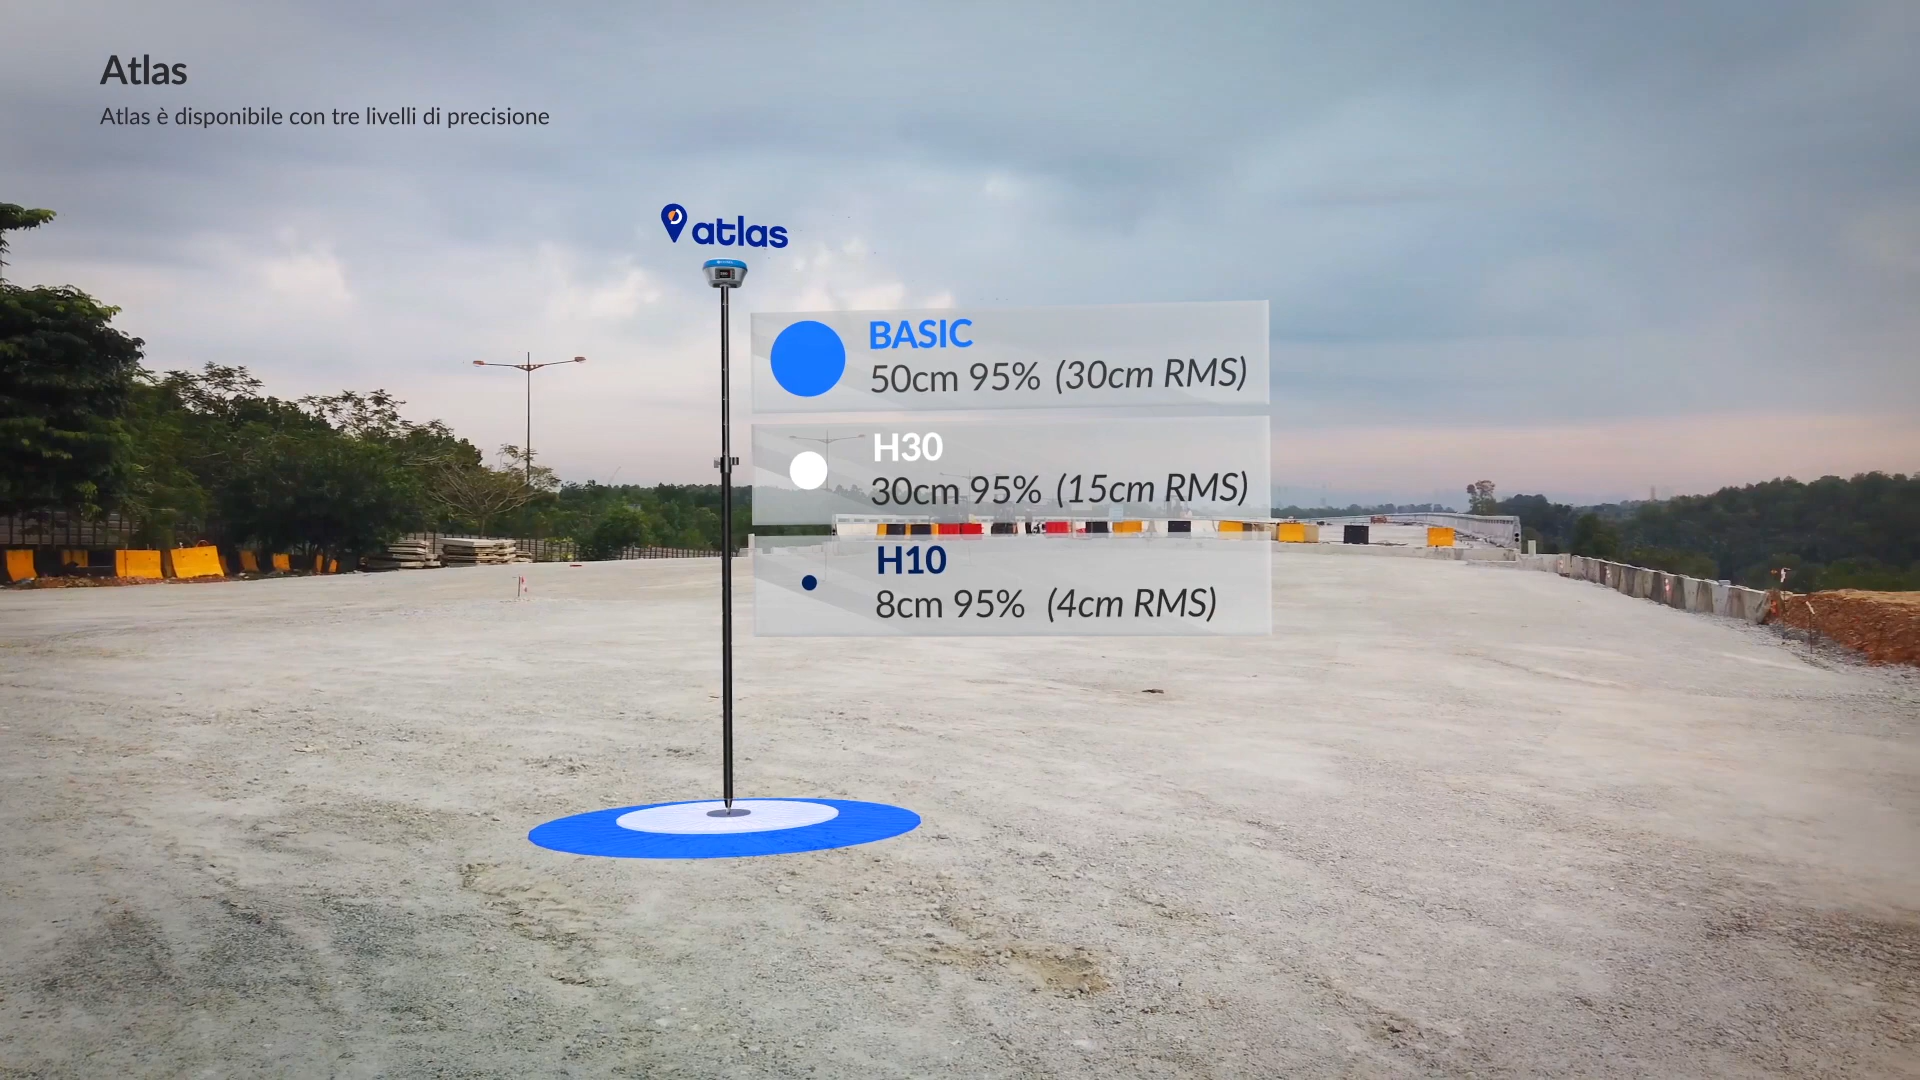 Atlas
Atlas è disponibile con tre livelli di precisione
atlas
BASIC
50cm 95% (30cm RMS)
H30
30cm 95% (15cm RMS)
H10
8cm 95% (4cm RMS)